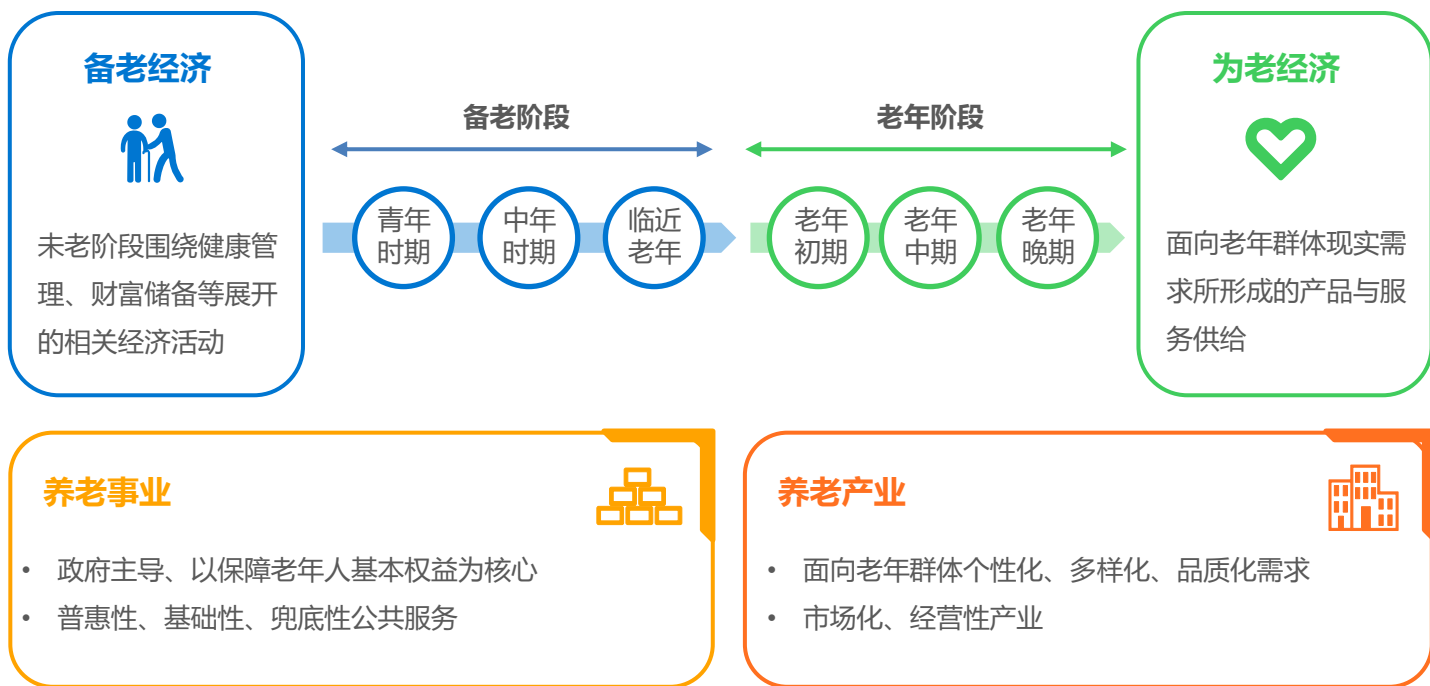 备老经济
未老阶段围绕健康管
理、财富储备等展开
的相关经济活动
备老阶段
青年
时期
中年
时期
临近
老年
老年阶段
老年
初期
老年
中期
老年
晚期
为老经济
面向老年群体现实需
求所形成的产品与服
务供给
养老事业
• 政府主导、以保障老年人基本权益为核心
• 普惠性、基础性、兜底性公共服务
养老产业
• 面向老年群体个性化、多样化、品质化需求
• 市场化、经营性产业